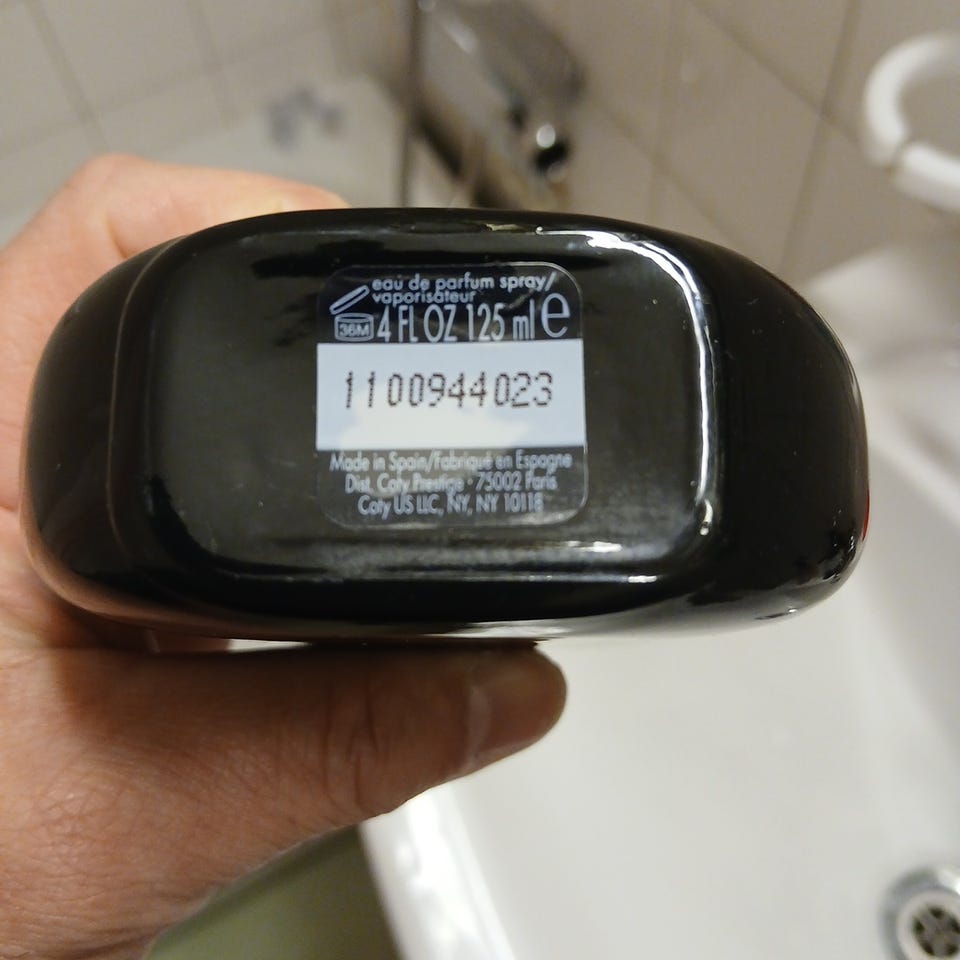 eau de parfum spray/
vaporisateur
36M 4 FL OZ 125 ml e
1100944023
Made in Spain/Fabriqué en Espagne
Dist. Coty Prestige · 75002 Paris
Coty US LLC, NY, NY 10118